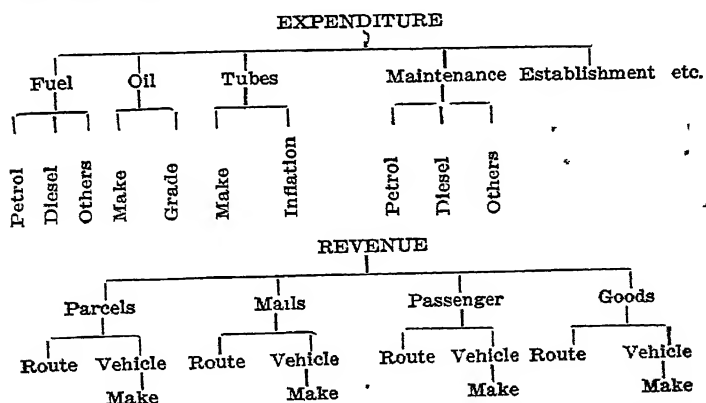 EXPENDITURE
Fuel Oil Tubes Maintenance Establishment etc.
Petrol Diesel Others Make Grade Make Inflation Petrol Diesel Others
REVENUE
Parcels Mails Passenger Goods
Route Vehicle Route Vehicle Route Vehicle Route Vehicle
Make Make Make Make